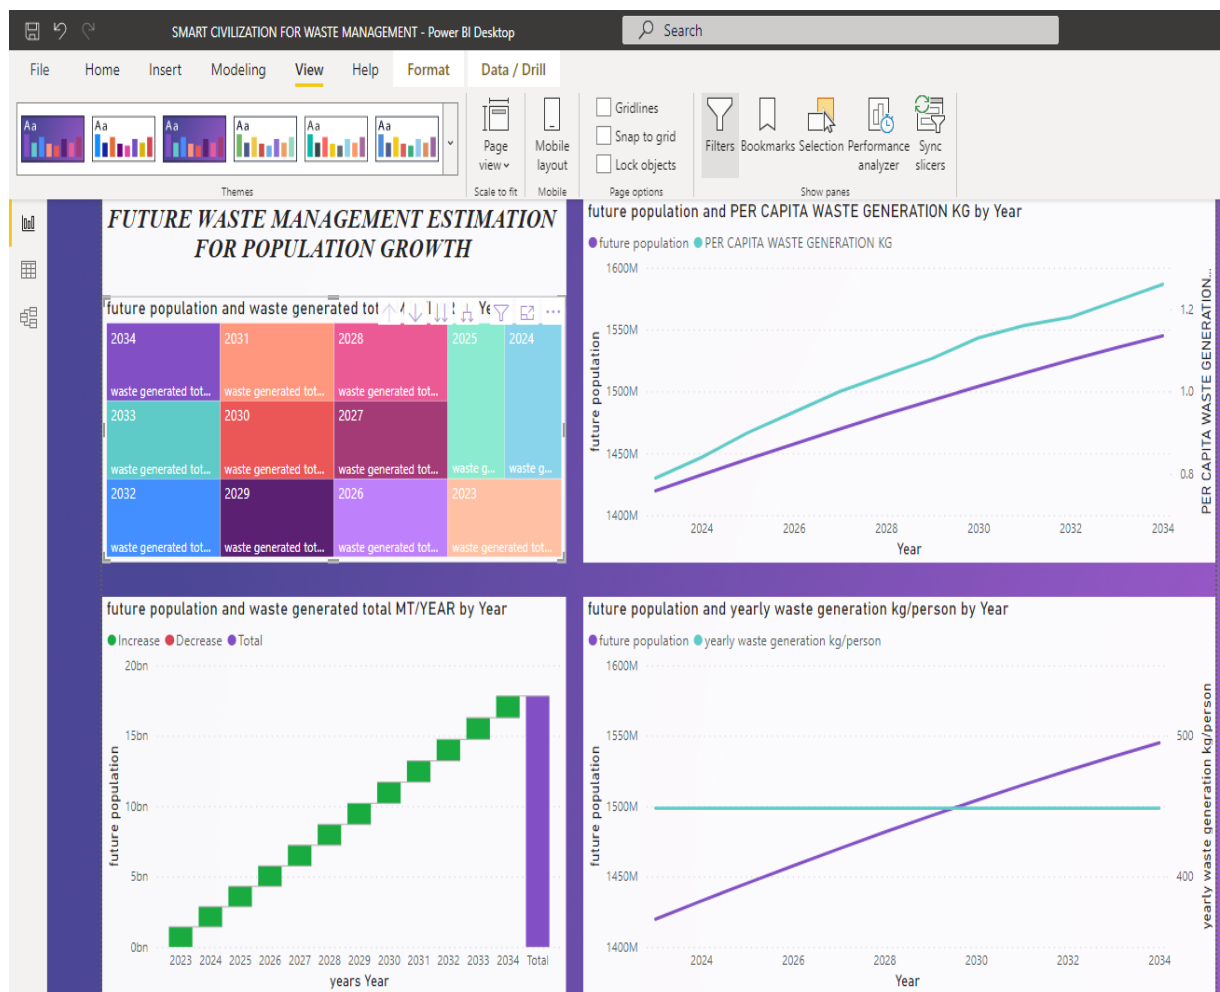 SMART CIVILIZATION FOR WASTE MANAGEMENT - Power BI Desktop
Search
File Home Insert Modeling View Help Format Data / Drill
Aa Aa Aa Aa Aa Aa
Page view
Mobile layout
Gridlines
Snap to grid
Lock objects
Filters Bookmarks Selection Performance analyzer Sync slicers
Themes Scale to fit Mobile Page options Show panes
FUTURE WASTE MANAGEMENT ESTIMATION
FOR POPULATION GROWTH
future population and waste generated tot
2034 2031 2028 2025 2024
waste generated tot... waste generated tot... waste generated tot...
2033 2030 2027
waste generated tot... waste generated tot... waste generated tot... waste g... waste g...
2032 2029 2026 2023
waste generated tot... waste generated tot... waste generated tot... waste generated tot...
future population and PER CAPITA WASTE GENERATION KG by Year
future population PER CAPITA WASTE GENERATION KG
1600M
1550M
1500M
1450M
1400M
future population
1.2
1.0
0.8
PER CAPITA WASTE GENERATION...
2024 2026 2028 2030 2032 2034
Year
future population and waste generated total MT/YEAR by Year
Increase Decrease Total
20bn
15bn
10bn
5bn
0bn
future population
2023 2024 2025 2026 2027 2028 2029 2030 2031 2032 2033 2034 Total
years Year
future population and yearly waste generation kg/person by Year
future population yearly waste generation kg/person
1600M
1550M
1500M
1450M
1400M
future population
500
400
yearly waste generation kg/person
2024 2026 2028 2030 2032 2034
Year